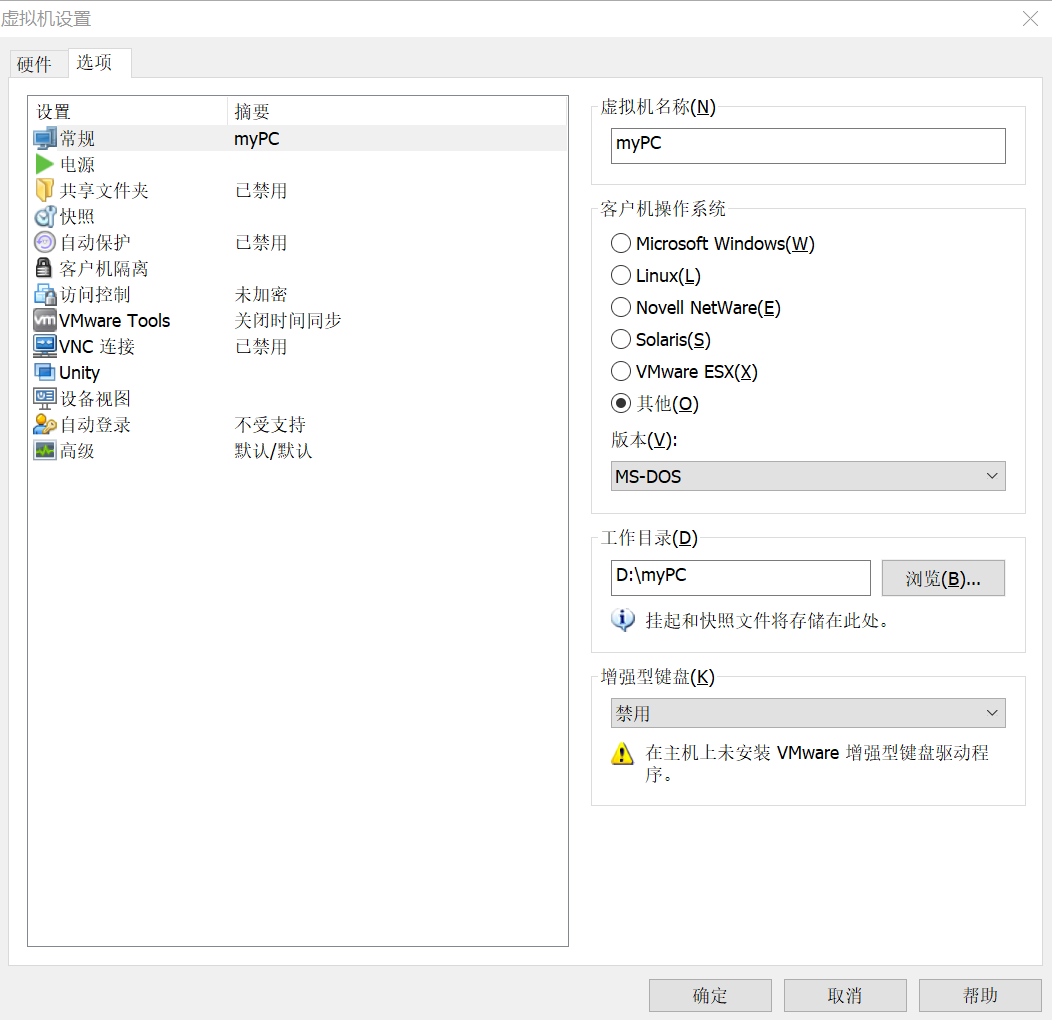 虚拟机设置
硬件 选项
设置 摘要
常规 myPC
电源
共享文件夹 已禁用
快照
自动保护 已禁用
客户机隔离
访问控制 未加密
vm VMware Tools 关闭时间同步
VNC 连接 已禁用
Unity
设备视图
自动登录 不受支持
高级 默认/默认
虚拟机名称(N)
myPC
客户机操作系统
Microsoft Windows(W)
Linux(L)
Novell NetWare(E)
Solaris(S)
VMware ESX(X)
其他(O)
版本(V):
MS-DOS
工作目录(D)
D:\myPC 浏览(B)...
挂起和快照文件将存储在此处。
增强型键盘(K)
禁用
在主机上未安装 VMware 增强型键盘驱动程
序。
确定 取消 帮助